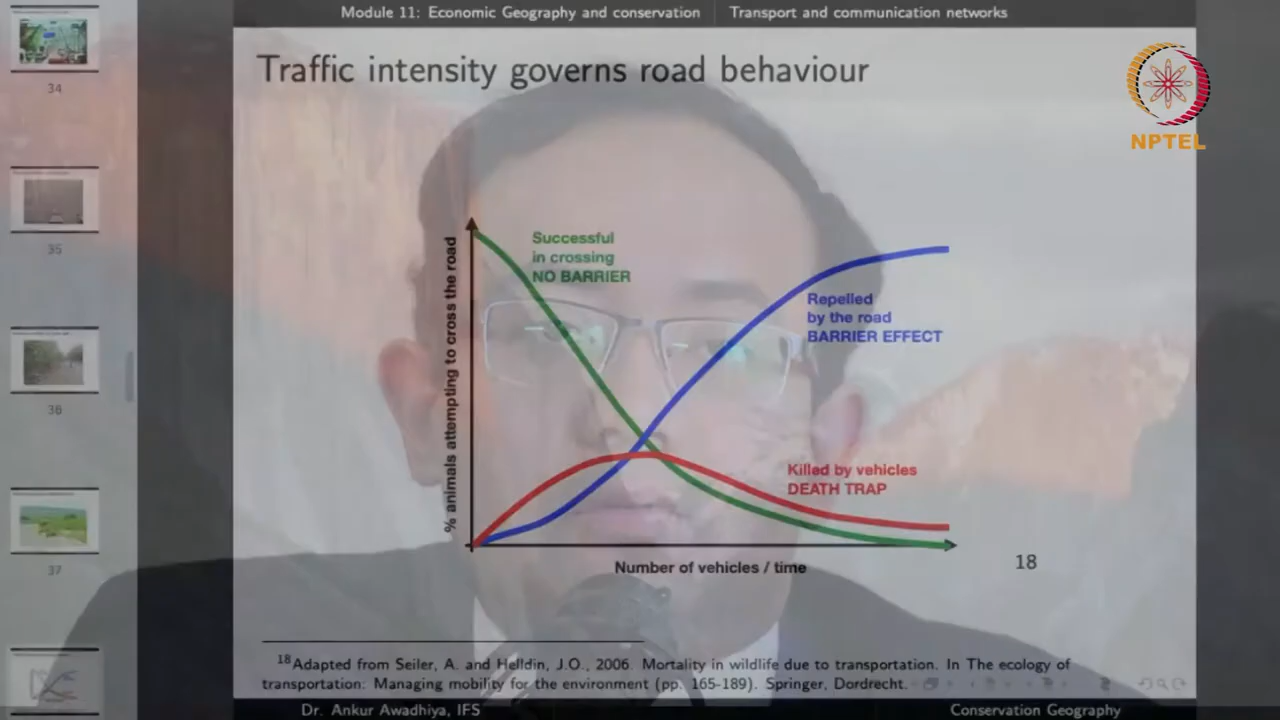 Module 11: Economic Geography and conservation
Transport and communication networks
Traffic intensity governs road behaviour
NPTEL
34
35
36
37
% animals attempting to cross the road
Successful
in crossing
NO BARRIER
Repelled
by the road
BARRIER EFFECT
Killed by vehicles
DEATH TRAP
Number of vehicles / time
18
18Adapted from Seiler, A. and Helldin, J.O., 2006. Mortality in wildlife due to transportation. In The ecology of
transportation: Managing mobility for the environment (pp. 165-189). Springer, Dordrecht.
Dr. Ankur Awadhiya, IFS
Conservation Geography